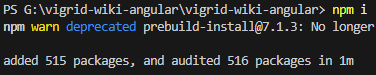 PS G:\vigrid-wiki-angular\vigrid-wiki-angular> npm i
npm warn deprecated prebuild-install@7.1.3: No longer
added 515 packages, and audited 516 packages in 1m